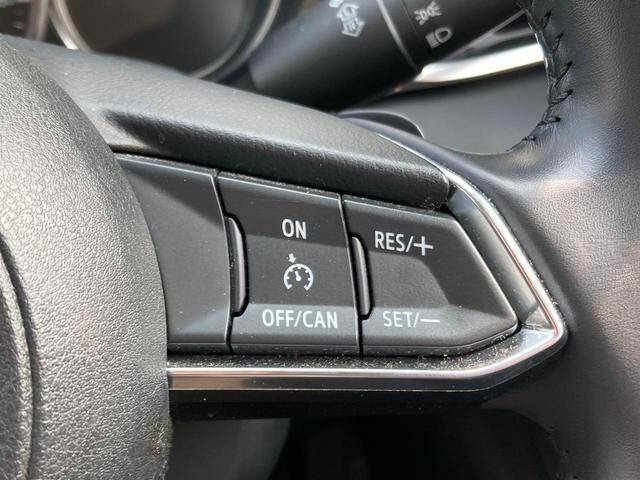 ON
RES/+
OFF/CAN
SET/—